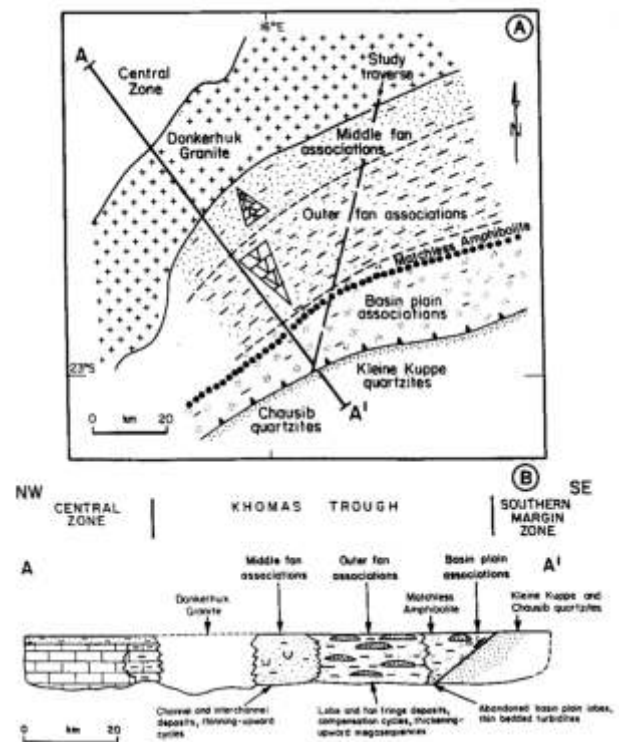 16°E
A
A
Central
Zone
Study
traverse
N
Donkerhuk
Granite
Middle fan
associations
Outer fan associations
Matchless Amphibolite
Basin plain
associations
23°S
Kleine Kuppe
quartzites
0 km 20
Chausib
quartzites
A'
B
NW
SE
CENTRAL
ZONE
KHOMAS TROUGH
SOUTHERN
MARGIN
ZONE
A
Middle fan
associations
Outer fan
associations
Basin plain
associations
A'
Donkerhuk
Granite
Matchless
Amphibolite
Kleine Kuppe and
Chausib quartzites
Channel and interchannel
deposits, thinning-upward
cycles
Lobe and fan fringe deposits,
compensation cycles, thickening-
upward megasequences
Abandoned basin plain lobes,
thin bedded turbidites
0 km 20